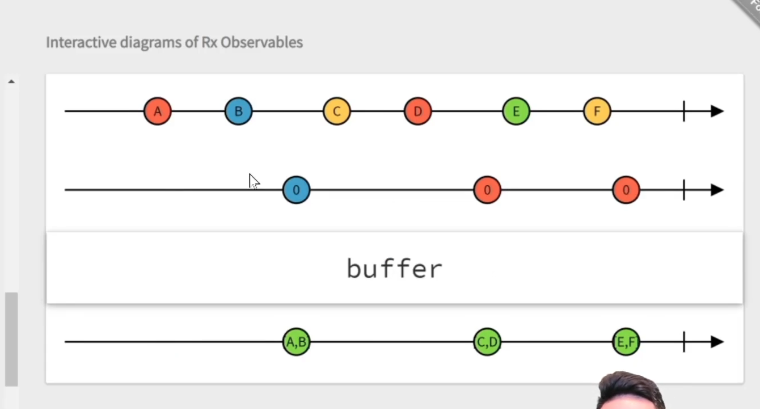 Interactive diagrams of Rx Observables
A B C D E F
0 0 0
buffer
A,B C,D E,F